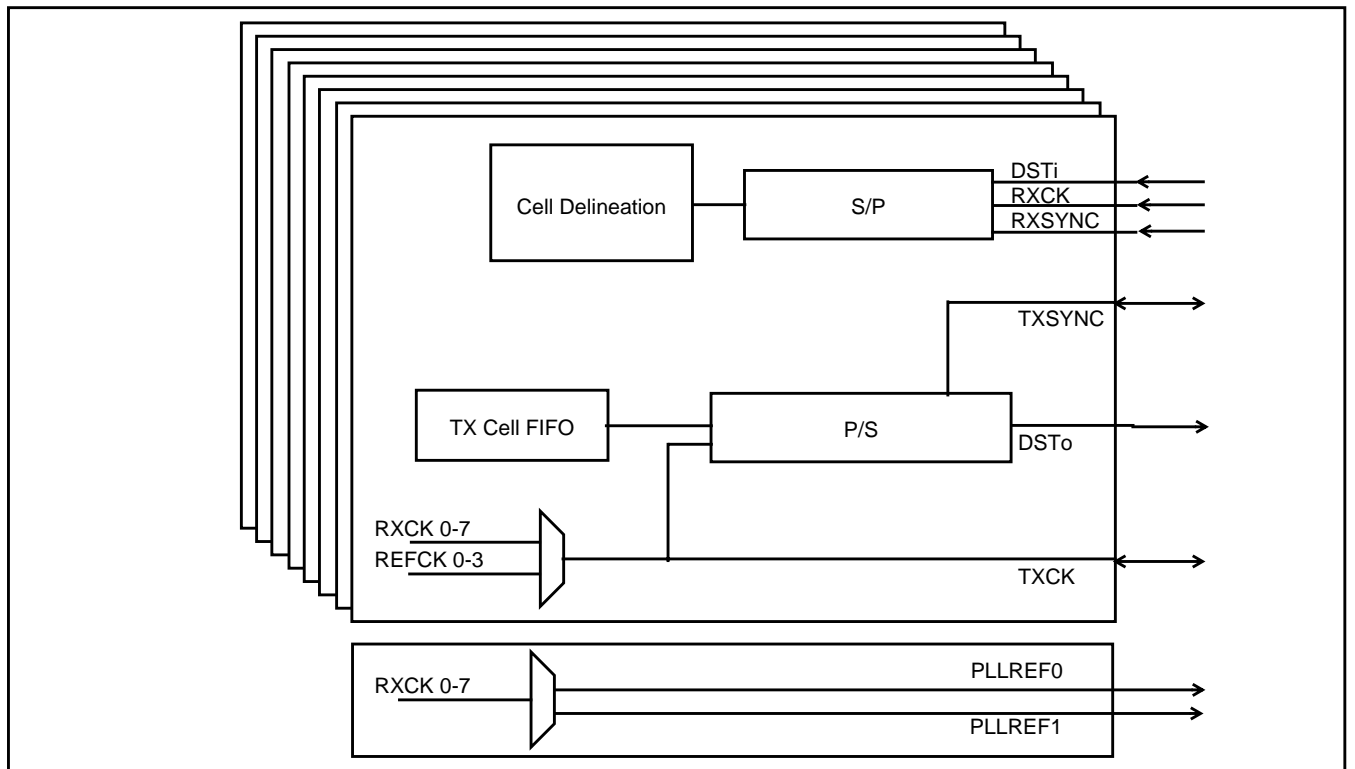 DSTi
Cell Delineation
S/P
RXCK
RXSYNC
TXSYNC
TX Cell FIFO
P/S
DSTo
RXCK 0-7
REFCK 0-3
TXCK
PLLREF0
RXCK 0-7
PLLREF1